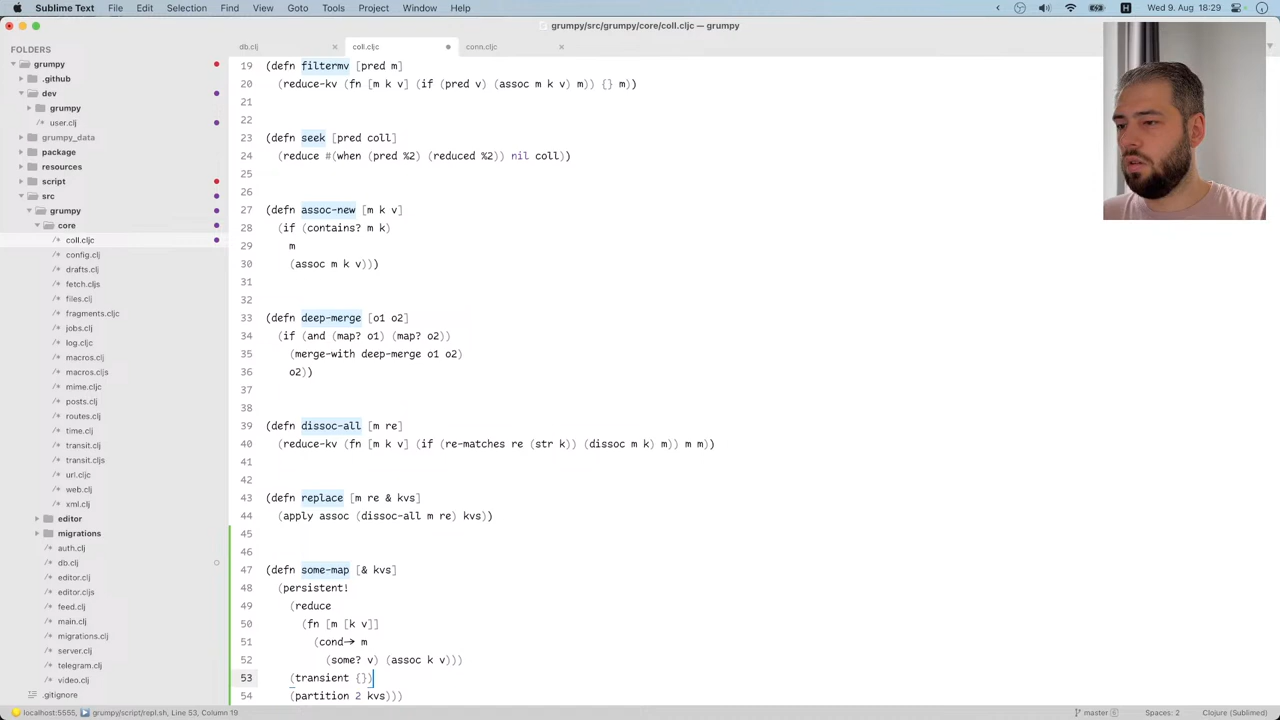 Sublime Text File Edit Selection Find View Goto Tools Project Window Help
Wed 9. Aug 18:29
grumpy/src/grumpy/core/coll.cljc — grumpy
FOLDERS
grumpy
.github
dev
grumpy
user.clj
grumpy_data
package
resources
script
src
grumpy
core
coll.cljc
config.clj
drafts.clj
fetch.cljs
files.clj
fragments.cljc
jobs.clj
log.cljc
macros.cljc
macros.cljs
mime.cljc
posts.clj
routes.clj
time.clj
transit.clj
transit.cljs
url.cljc
web.clj
xml.clj
editor
migrations
auth.clj
db.clj
editor.clj
editor.cljs
feed.clj
main.clj
migrations.clj
server.clj
telegram.clj
video.clj
.gitignore
db.clj × coll.cljc conn.cljc ×
19 (defn filtermv [pred m]
20 (reduce-kv (fn [m k v] (if (pred v) (assoc m k v) m)) {} m))
21
22
23 (defn seek [pred coll]
24 (reduce #(when (pred %2) (reduced %2)) nil coll))
25
26
27 (defn assoc-new [m k v]
28 (if (contains? m k)
29 m
30 (assoc m k v)))
31
32
33 (defn deep-merge [o1 o2]
34 (if (and (map? o1) (map? o2))
35 (merge-with deep-merge o1 o2)
36 o2))
37
38
39 (defn dissoc-all [m re]
40 (reduce-kv (fn [m k v] (if (re-matches re (str k)) (dissoc m k) m)) m m))
41
42
43 (defn replace [m re & kvs]
44 (apply assoc (dissoc-all m re) kvs))
45
46
47 (defn some-map [& kvs]
48 (persistent!
49 (reduce
50 (fn [m [k v]]
51 (cond-> m
52 (some? v) (assoc k v)))
53 (transient {})
54 (partition 2 kvs)))
localhost:5555, grumpy/script/repl.sh, Line 53, Column 19
master 6 Spaces: 2 Clojure (Sublimed)